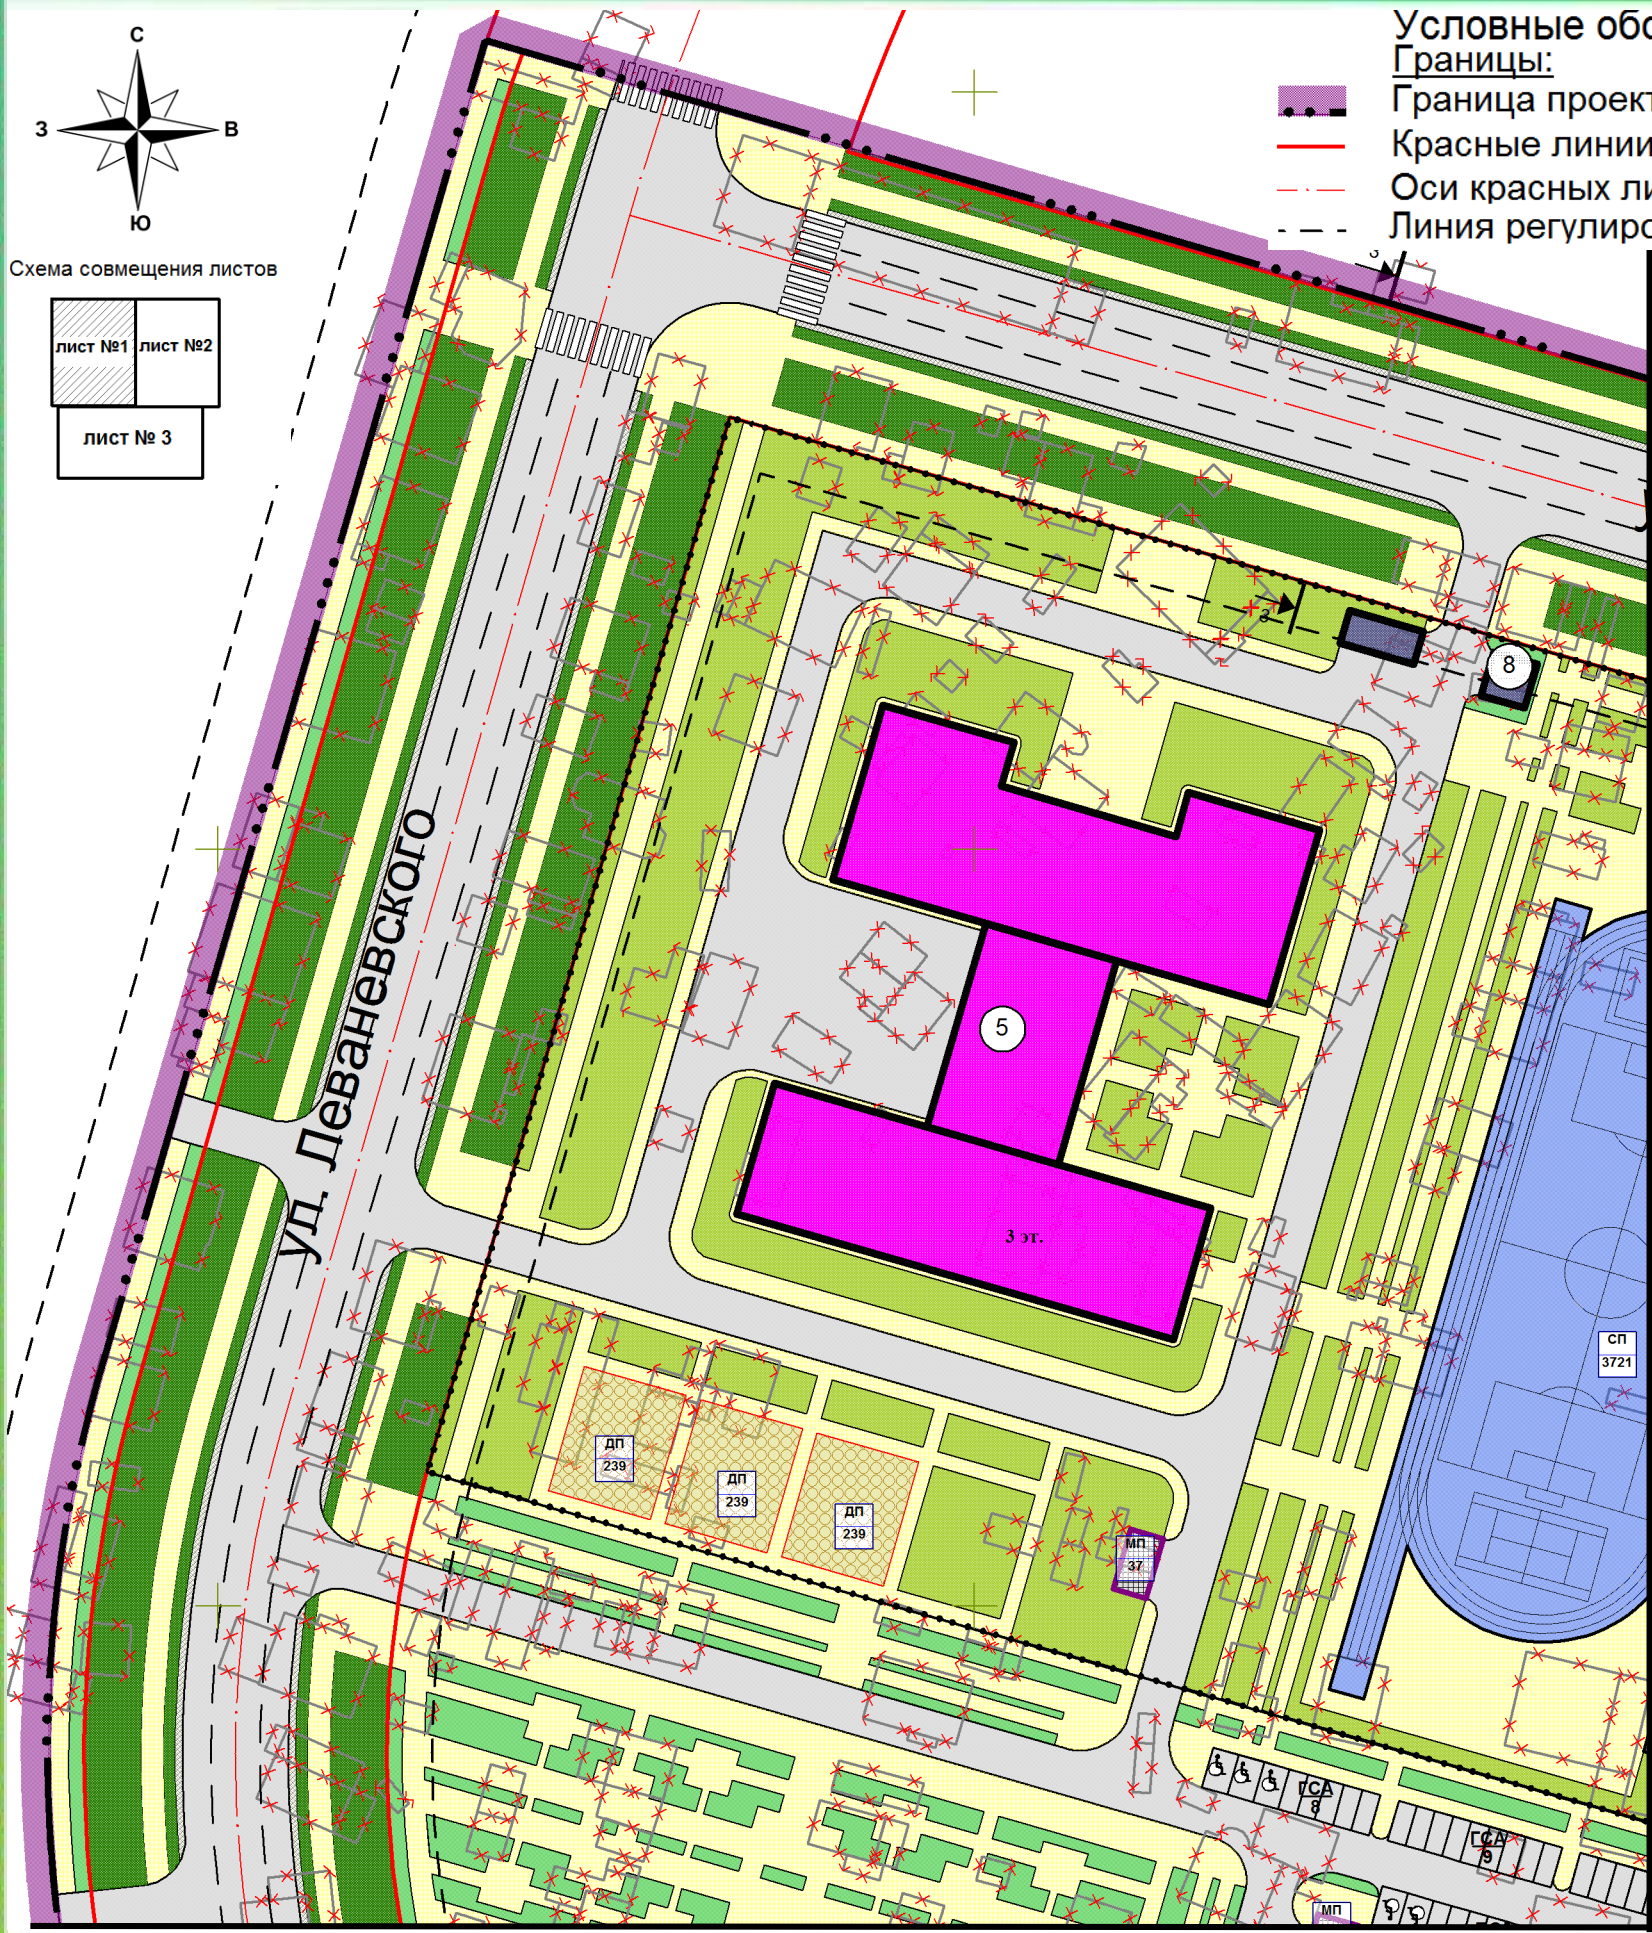 С
З
В
Ю
Схема совмещения листов
лист №1
лист №2
лист № 3
Условные обо
Границы:
Граница проект
Красные линии
Оси красных ли
Линия регулиро
3
3
8
ул. Леваневского
5
3 эт.
СП
3721
ДП
239
ДП
239
ДП
239
МП
37
ГСА
8
ГСА
9
МП